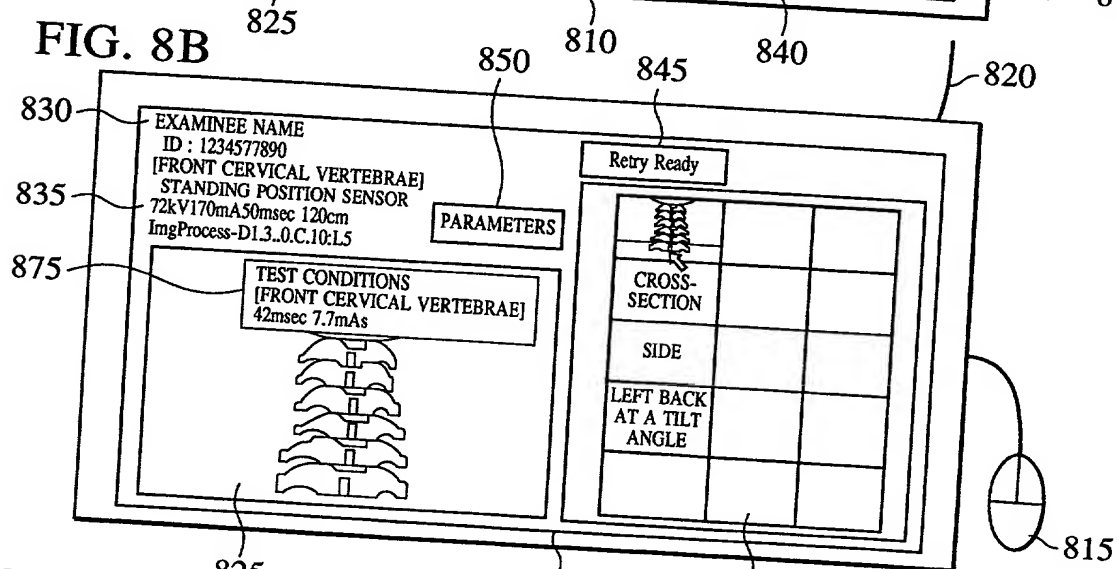 825
810
840
FIG. 8B
850
845
820
830
EXAMINEE NAME
ID : 1234577890
[FRONT CERVICAL VERTEBRAE]
STANDING POSITION SENSOR
835
72kV170mA50msec 120cm
ImgProcess-D1.3..0.C.10:L5
PARAMETERS
Retry Ready
875
TEST CONDITIONS
[FRONT CERVICAL VERTEBRAE]
42msec 7.7mAs
CROSS-
SECTION
SIDE
LEFT BACK
AT A TILT
ANGLE
815
825